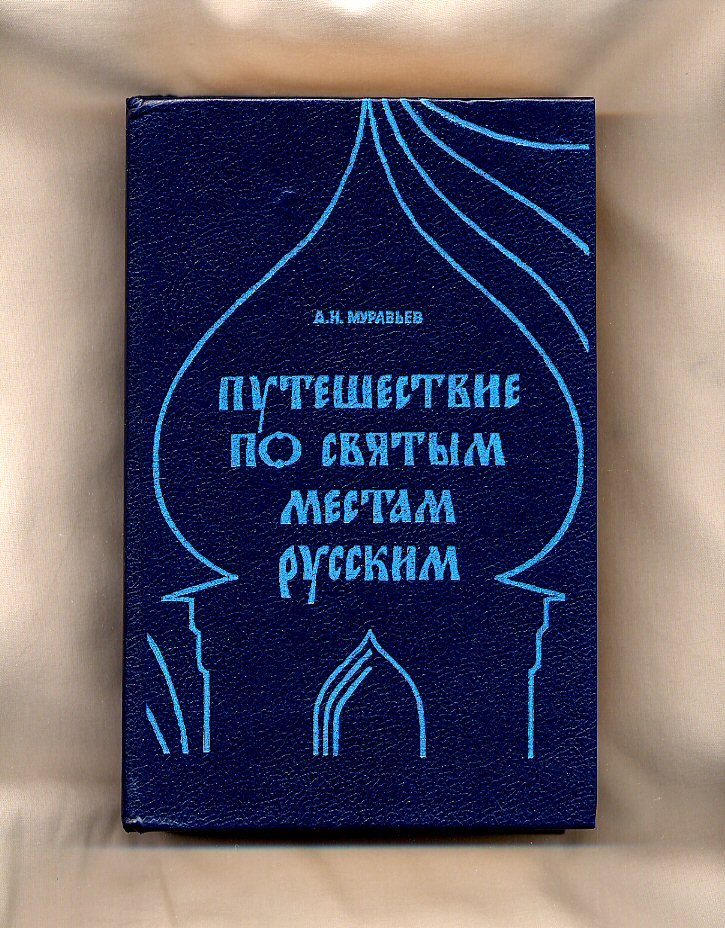 А.Н. МУРАВЬЕВ
ПУТЕШЕСТВИЕ
ПО СВЯТЫМ
МЕСТАМ
РУССКИМ